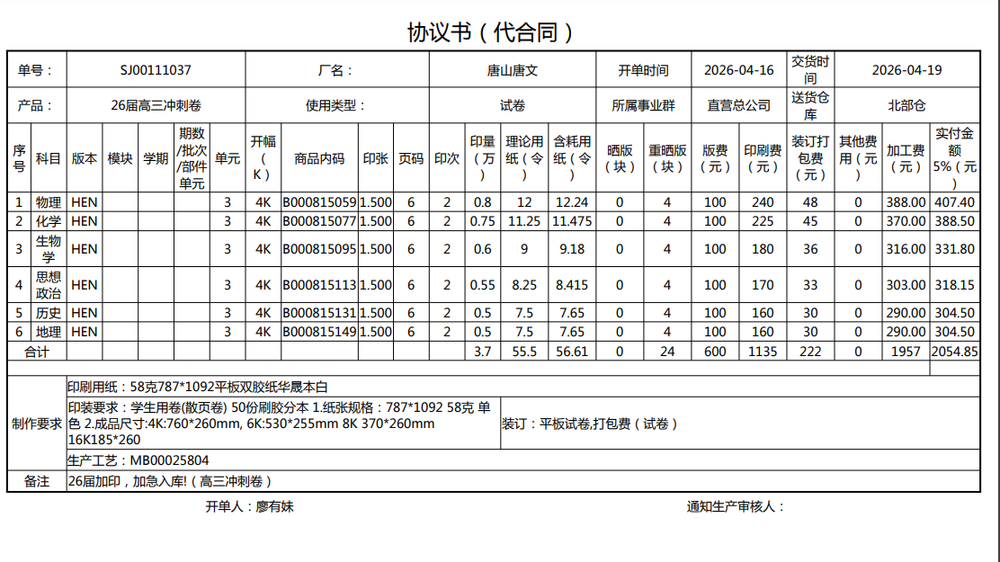 协议书（代合同）
单号： SJ00111037 厂名： 唐山唐文 开单时间 2026-04-16 交货时间 2026-04-19
产品： 26届高三冲刺卷 使用类型： 试卷 所属事业群 直营总公司 送货仓库 北部仓
序号 科目 版本 模块 学期 期数/批次/部件单元 单元 开幅（K） 商品内码 印张 页码 印次 印量（万） 理论用纸（令） 含耗用纸（令） 晒版（块） 重晒版（块） 版费（元） 印刷费（元） 装订打包费（元） 其他费用（元） 加工费（元） 实付金额5%（元）
1 物理 HEN 3 4K B000815059 1.500 6 2 0.8 12 12.24 0 4 100 240 48 0 388.00 407.40
2 化学 HEN 3 4K B000815077 1.500 6 2 0.75 11.25 11.475 0 4 100 225 45 0 370.00 388.50
3 生物学 HEN 3 4K B000815095 1.500 6 2 0.6 9 9.18 0 4 100 180 36 0 316.00 331.80
4 思想政治 HEN 3 4K B000815113 1.500 6 2 0.55 8.25 8.415 0 4 100 170 33 0 303.00 318.15
5 历史 HEN 3 4K B000815131 1.500 6 2 0.5 7.5 7.65 0 4 100 160 30 0 290.00 304.50
6 地理 HEN 3 4K B000815149 1.500 6 2 0.5 7.5 7.65 0 4 100 160 30 0 290.00 304.50
合计 3.7 55.5 56.61 0 24 600 1135 222 0 1957 2054.85
制作要求
印刷用纸：58克787*1092平板双胶纸华晟本白
印装要求：学生用卷(散页卷) 50份刷胶分本 1.纸张规格：787*1092 58克 单
色 2.成品尺寸:4K:760*260mm, 6K:530*255mm 8K 370*260mm
16K185*260
装订：平板试卷,打包费（试卷）
生产工艺：MB00025804
备注 26届加印，加急入库!（高三冲刺卷）
开单人：廖有妹 通知生产审核人：